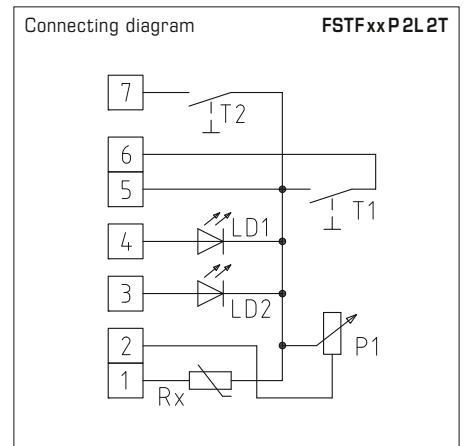 Connecting diagram FSTFxxP2L2T
7
T2
6
5
T1
4
LD1
3
LD2
2
P1
1
Rx